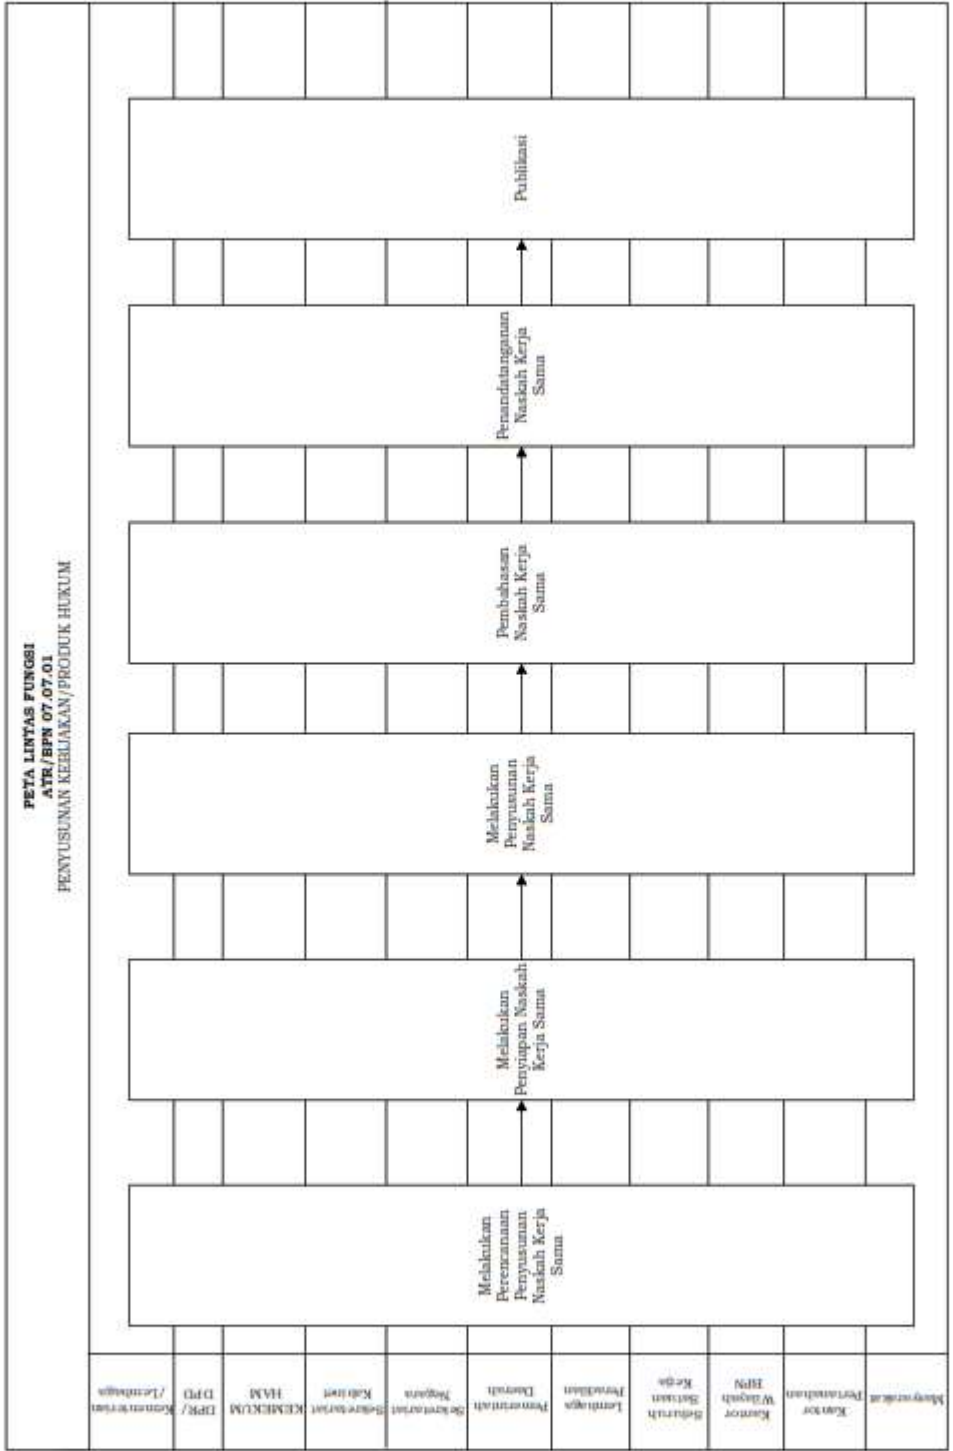 PETA LINTAS FUNGSI
ATR/BPN 07.07.01
PENYUSUNAN KEBIJAKAN/PRODUK HUKUM
Kementerian
/Lembaga
DPR/
DPD
KEMEKUM
HAM
Sekretariat
Kabinet
Sekretariat
Negara
Pemerintah
Daerah
Lembaga
Peradilan
Seluruh
Satuan
Kerja
Kantor
Wilayah
BPN
Kantor
Pertanahan
Masyarakat
Melakukan
Perencanaan
Penyusunan
Naskah Kerja
Sama
Melakukan
Penyiapan Naskah
Kerja Sama
Melakukan
Penyusunan
Naskah Kerja
Sama
Pembahasan
Naskah Kerja
Sama
Penandatanganan
Naskah Kerja
Sama
Publikasi